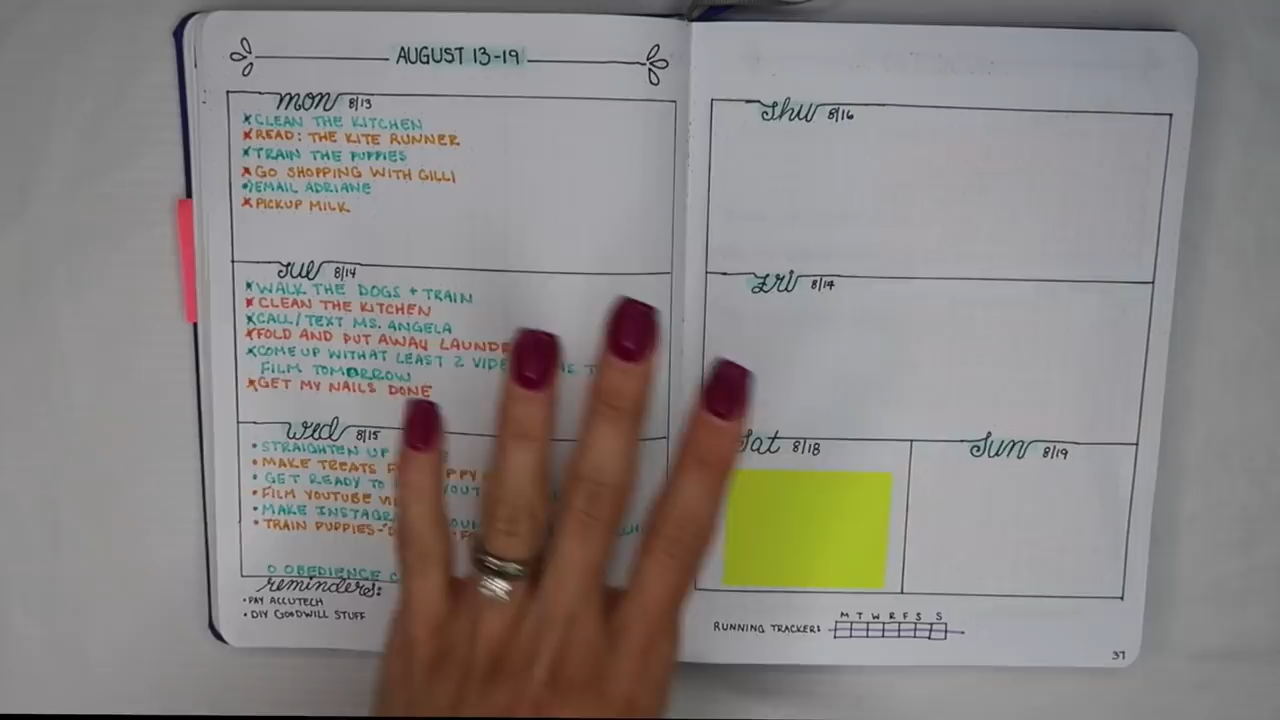 AUGUST 13-19
mon 8/13
×CLEAN THE KITCHEN
×READ: THE KITE RUNNER
×TRAIN THE PUPPIES
×GO SHOPPING WITH GILLI
EMAIL ADRIANE
×PICKUP MILK
tue 8/14
×WALK THE DOGS + TRAIN
×CLEAN THE KITCHEN
×CALL/TEXT MS. ANGELA
×FOLD AND PUT AWAY
×COME UP WITH AT LEAST 2
FILM TOMORROW
×GET MY NAILS DONE
wed 8/15
• STRAIGHTEN UP
• MAKE TREATS
• GET READY TO
• FILM YOUTUBE
• MAKE
• TRAIN PUPPIES-
O OBEDIENCE
reminders:
• PAY ACCUTECH
• DIY GOODWILL STUFF
thu 8/16
fri 8/17
Sat 8/18
Sun 8/19
RUNNING TRACKER:
M T W R F S S
37